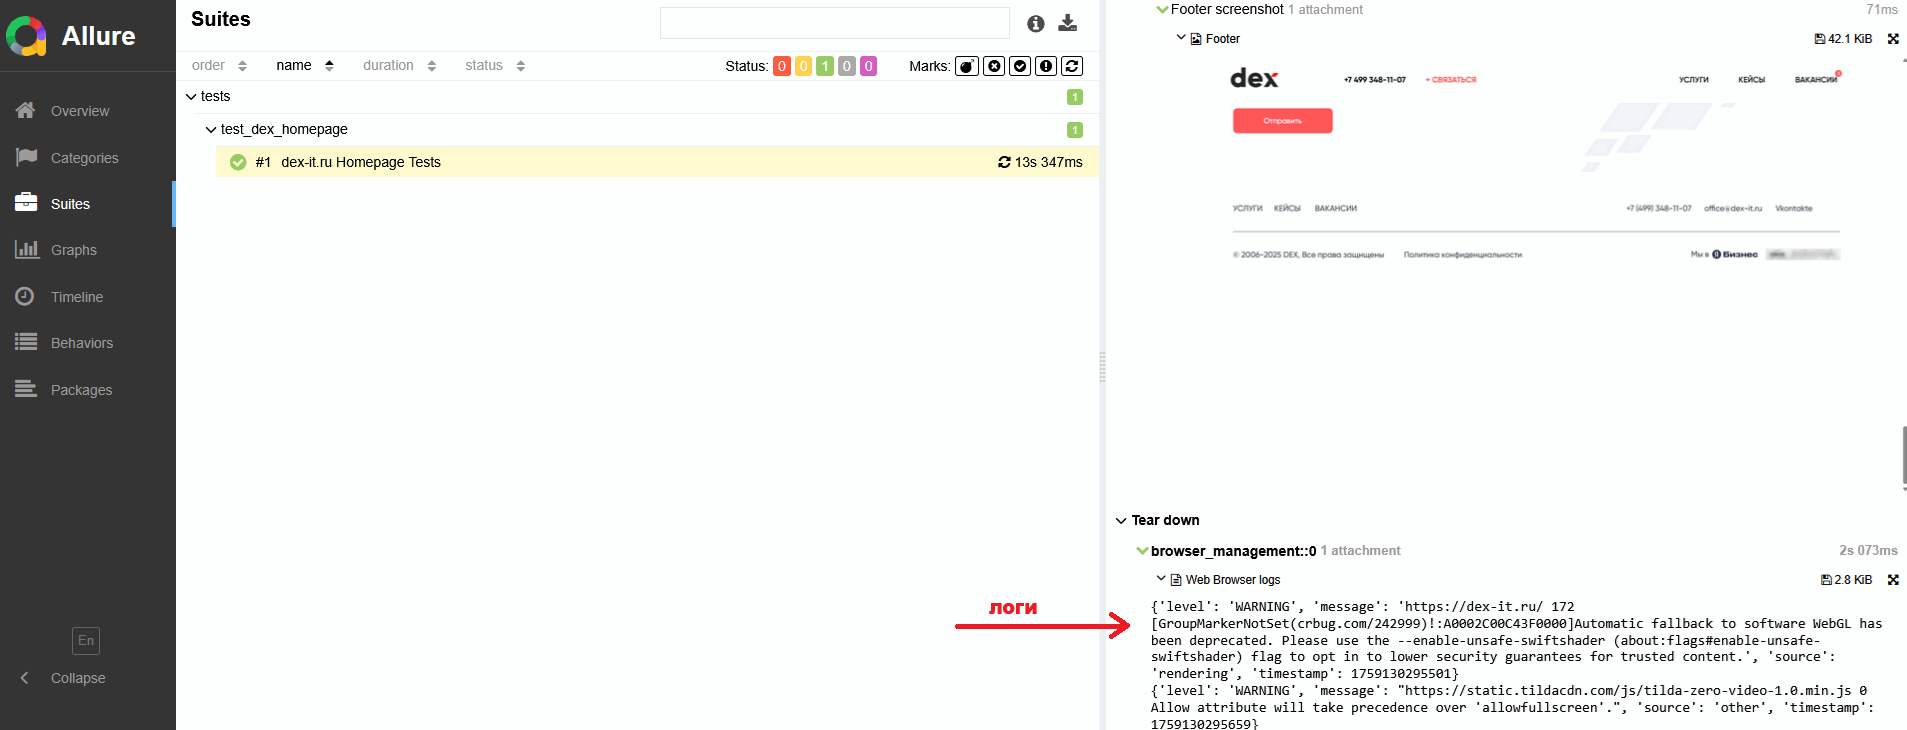 Allure
Overview
Categories
Suites
Graphs
Timeline
Behaviors
Packages
En
Collapse
Suites
order name duration status
Status: 0 0 1 0 0 Marks:
tests 1
test_dex_homepage 1
#1 dex-it.ru Homepage Tests 13s 347ms
Footer screenshot 1 attachment 71ms
Footer 42.1 KiB
dex +7 499 348-11-07 + СВЯЗАТЬСЯ УСЛУГИ КЕЙСЫ ВАКАНСИИ
Отправить
УСЛУГИ КЕЙСЫ ВАКАНСИИ +7 (499) 348-11-07 office@dex-it.ru Vkontakte
© 2006-2025 DEX, Все права защищены Политика конфиденциальности Мы в Я Бизнес
Tear down
browser_management::0 1 attachment 2s 073ms
Web Browser logs 2.8 KiB
логи
{'level': 'WARNING', 'message': 'https://dex-it.ru/ 172
[GroupMarkerNotSet(crbug.com/242999)!:A0002C00C43F0000]Automatic fallback to software WebGL has
been deprecated. Please use the --enable-unsafe-swiftshader (about:flags#enable-unsafe-
swiftshader) flag to opt in to lower security guarantees for trusted content.', 'source':
'rendering', 'timestamp': 1759130295501}
{'level': 'WARNING', 'message': "https://static.tildacdn.com/js/tilda-zero-video-1.0.min.js 0
Allow attribute will take precedence over 'allowfullscreen'.", 'source': 'other', 'timestamp':
1759130295659}